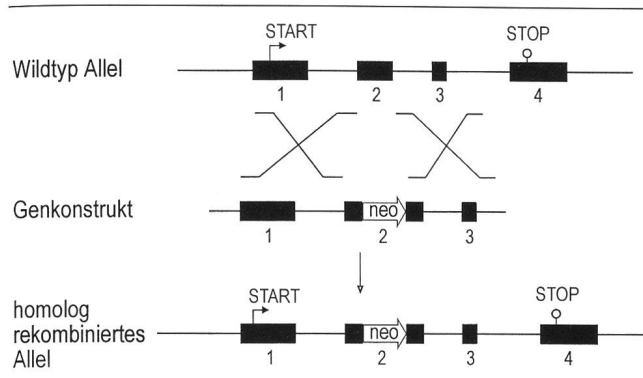 START
STOP
Wildtyp Allel
1 2 3 4
Genkonstrukt
neo
1 2 3
START
STOP
homolog
rekombiniertes
Allel
neo
1 2 3 4